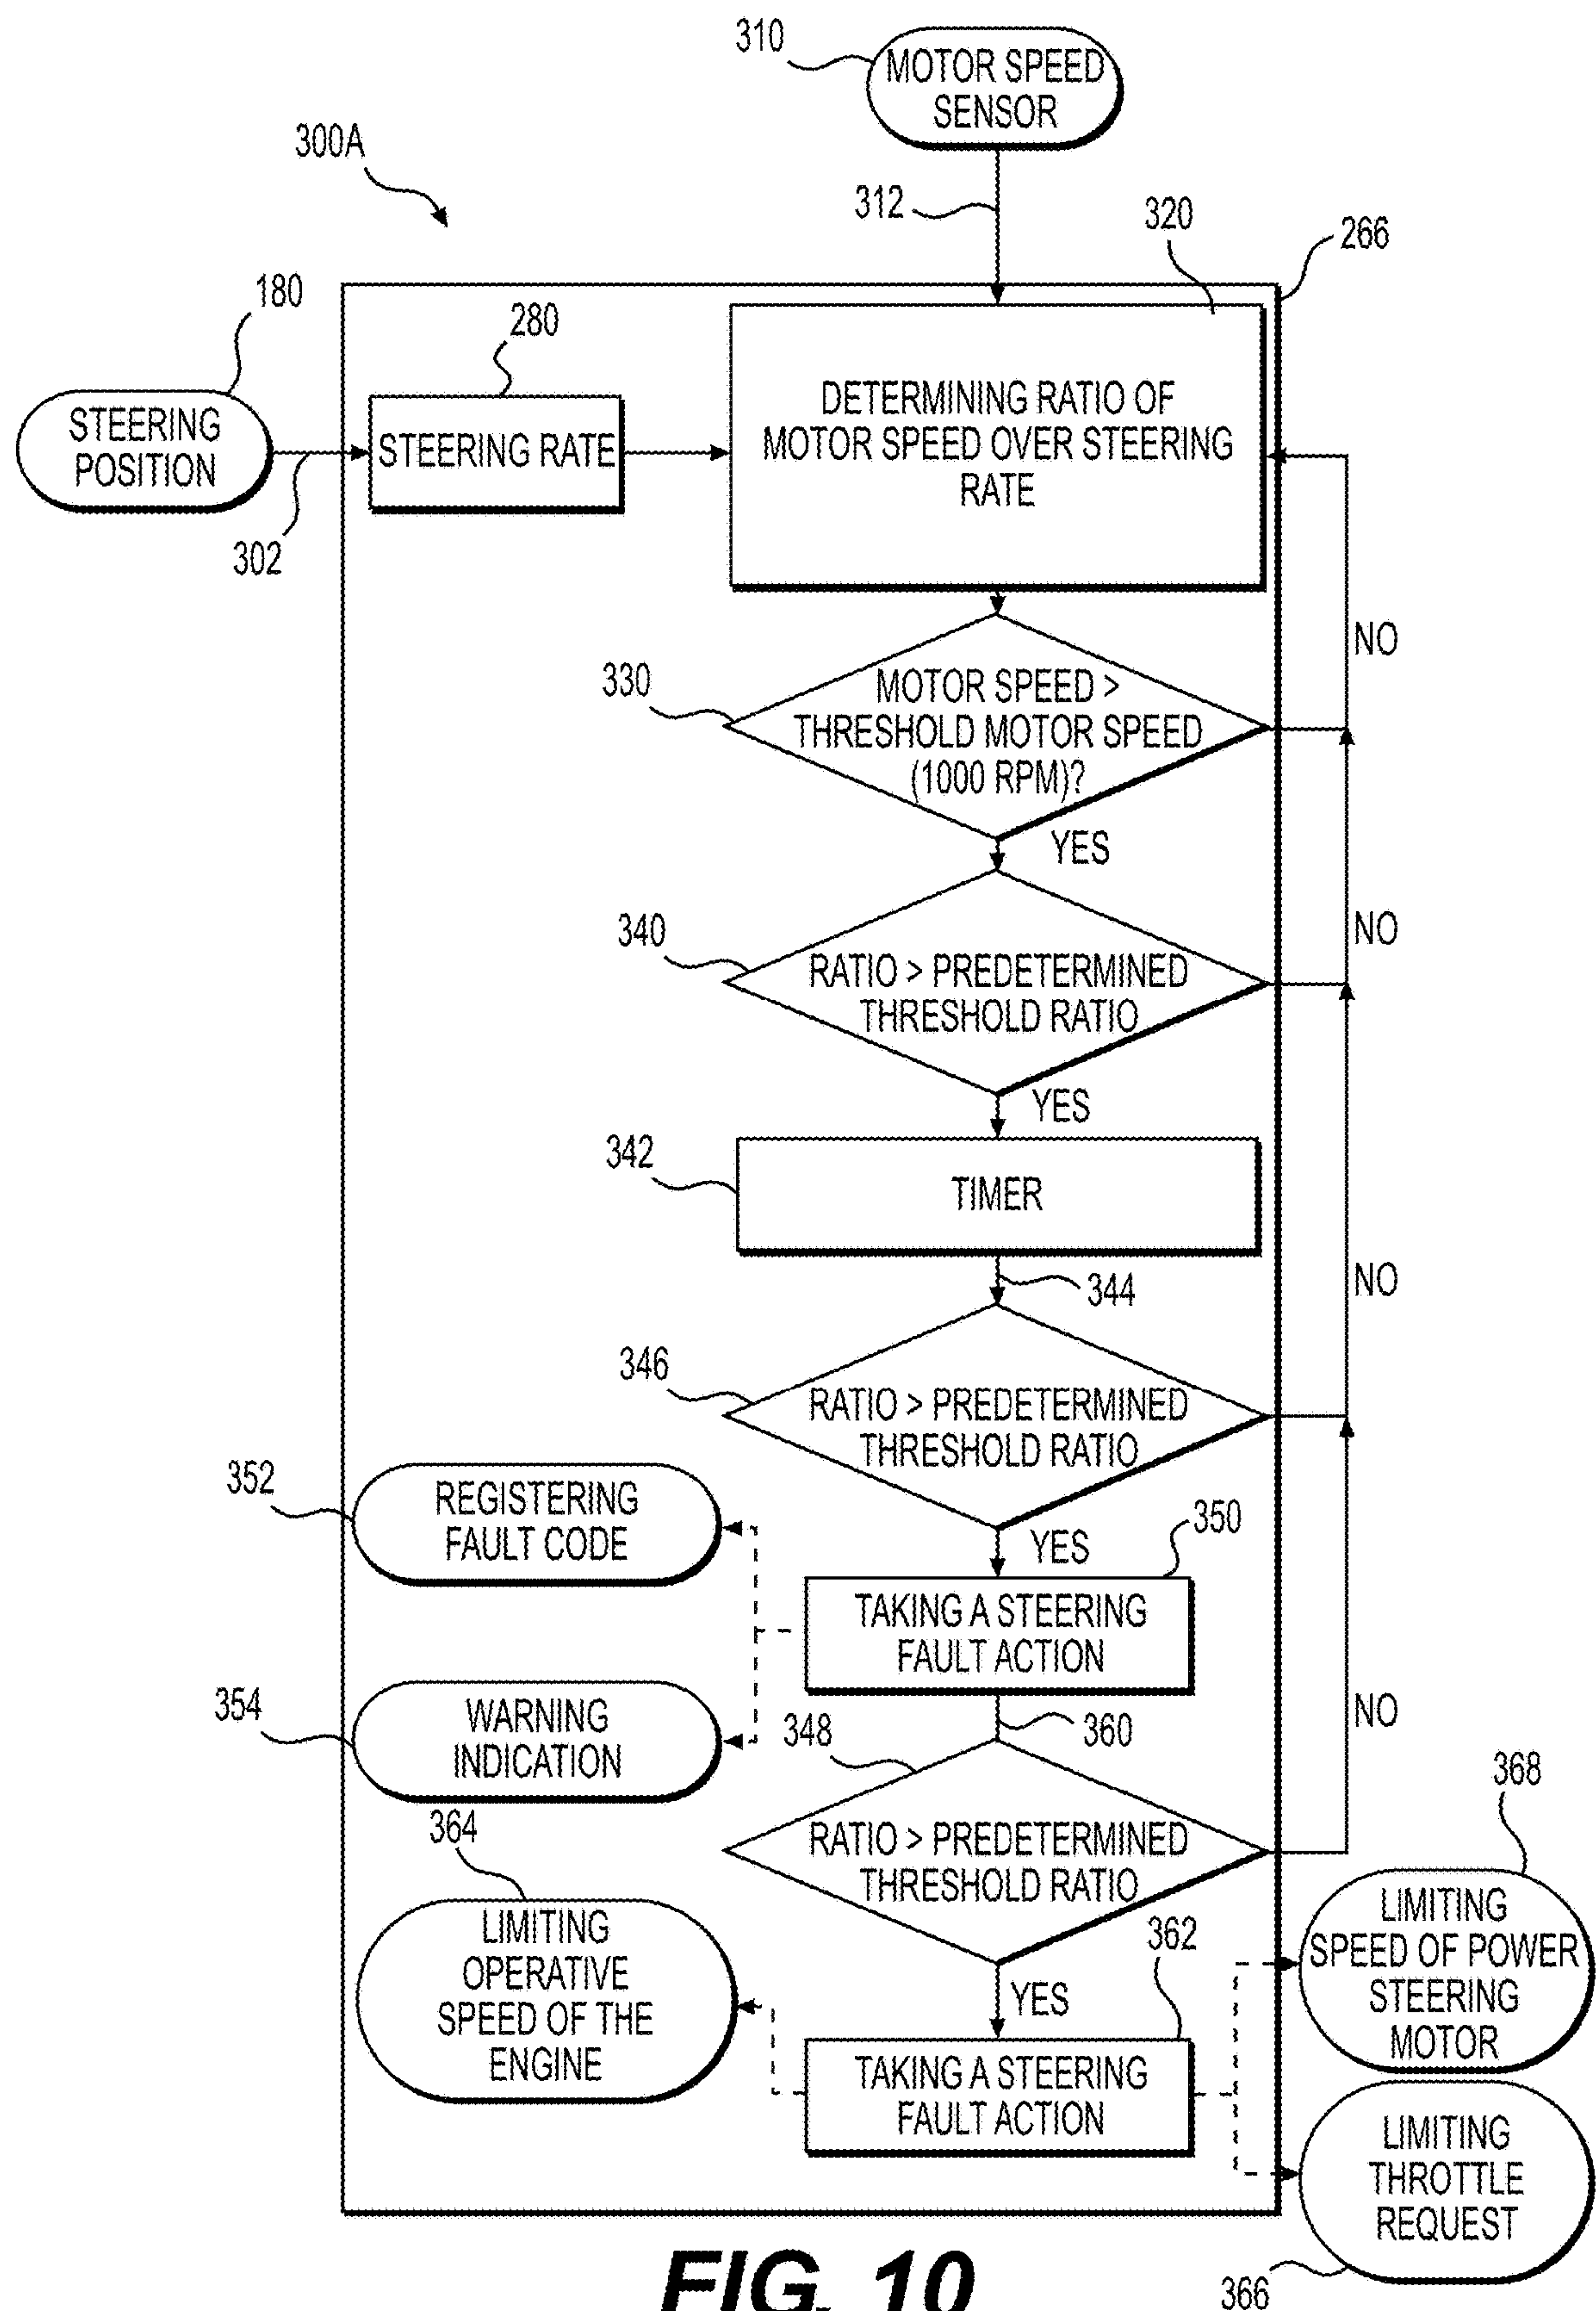 310
MOTOR SPEED
SENSOR
300A
312
320
266
180
280
STEERING
POSITION
STEERING RATE
302
DETERMINING RATIO OF
MOTOR SPEED OVER STEERING
RATE
NO
330
MOTOR SPEED >
THRESHOLD MOTOR SPEED
(1000 RPM)?
YES
340
NO
RATIO > PREDETERMINED
THRESHOLD RATIO
YES
342
TIMER
344
NO
346
RATIO > PREDETERMINED
THRESHOLD RATIO
352
REGISTERING
FAULT CODE
YES
350
TAKING A STEERING
FAULT ACTION
354
WARNING
INDICATION
348
360
NO
364
RATIO > PREDETERMINED
THRESHOLD RATIO
368
LIMITING
OPERATIVE
SPEED OF THE
ENGINE
362
YES
LIMITING
SPEED OF POWER
STEERING
MOTOR
TAKING A STEERING
FAULT ACTION
LIMITING
THROTTLE
REQUEST
366
FIG. 10